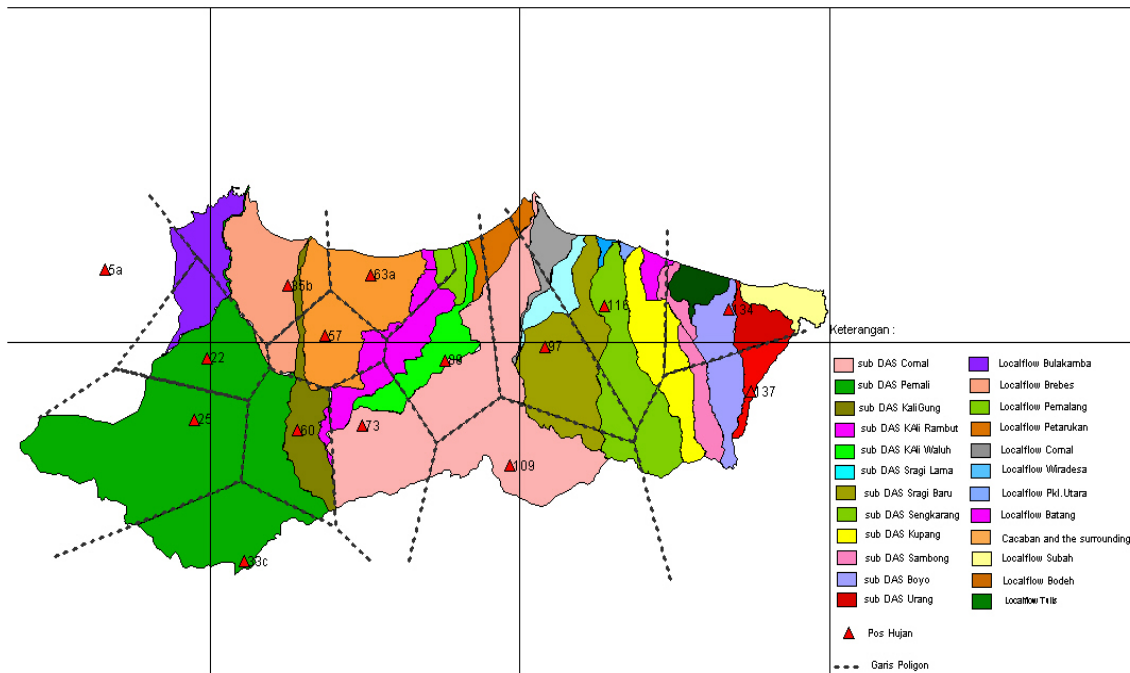 5a
35b
63a
57
22
116
134
97
88
137
25
60
73
109
33c
Keterangan :
sub DAS Comal
sub DAS Pemali
sub DAS KaliGung
sub DAS KAli Rambut
sub DAS KAli Waluh
sub DAS Sragi Lama
sub DAS Sragi Baru
sub DAS Sengkarang
sub DAS Kupang
sub DAS Sambong
sub DAS Boyo
sub DAS Urang
Localflow Bulakamba
Localflow Brebes
Localflow Pemalang
Localflow Petarukan
Localflow Comal
Localflow Wiradesa
Localflow Pkl.Utara
Localflow Batang
Cacaban and the surrounding
Localflow Subah
Localflow Bodeh
Localflow Tulis
Pos Hujan
Garis Poligon